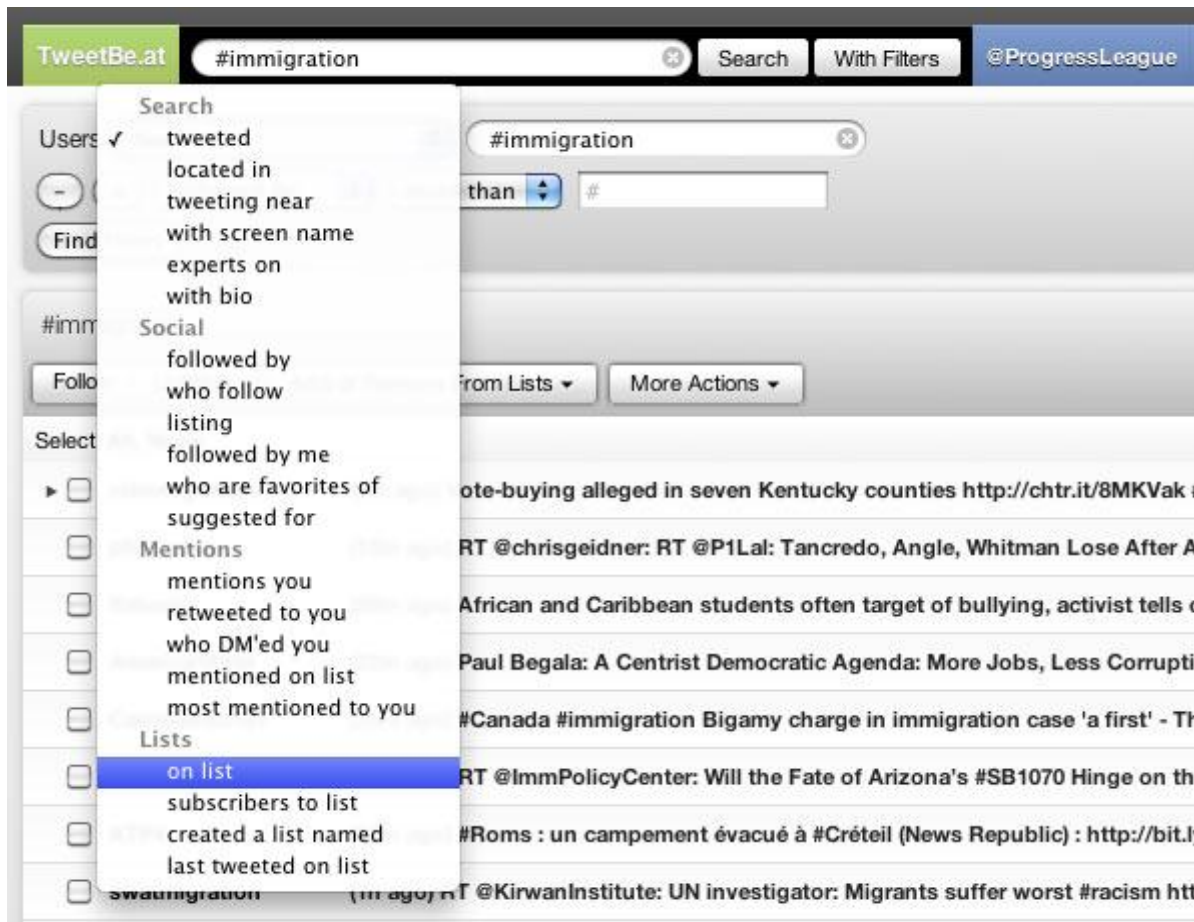 TweetBe.at #immigration Search With Filters @ProgressLeague
Search
Users ✓ tweeted #immigration
located in
- than #
tweeting near
with screen name
Find
experts on
with bio
#imm
Social
followed by
Follo From Lists ▾ More Actions ▾
who follow
listing
Select
followed by me
who are favorites of
ote-buying alleged in seven Kentucky counties http://chtr.it/8MKVak
suggested for
Mentions
RT @chrisgeidner: RT @P1Lal: Tancredo, Angle, Whitman Lose After A
mentions you
retweeted to you
African and Caribbean students often target of bullying, activist tells
who DM'ed you
mentioned on list
Paul Begala: A Centrist Democratic Agenda: More Jobs, Less Corrupti
most mentioned to you
#Canada #immigration Bigamy charge in immigration case 'a first' - Th
Lists
on list
RT @ImmPolicyCenter: Will the Fate of Arizona's #SB1070 Hinge on th
subscribers to list
created a list named
#Roms : un campement évacué à #Créteil (News Republic) : http://bit.l
last tweeted on list
swatmigration (1h ago) RT @KirwanInstitute: UN investigator: Migrants suffer worst #racism htt